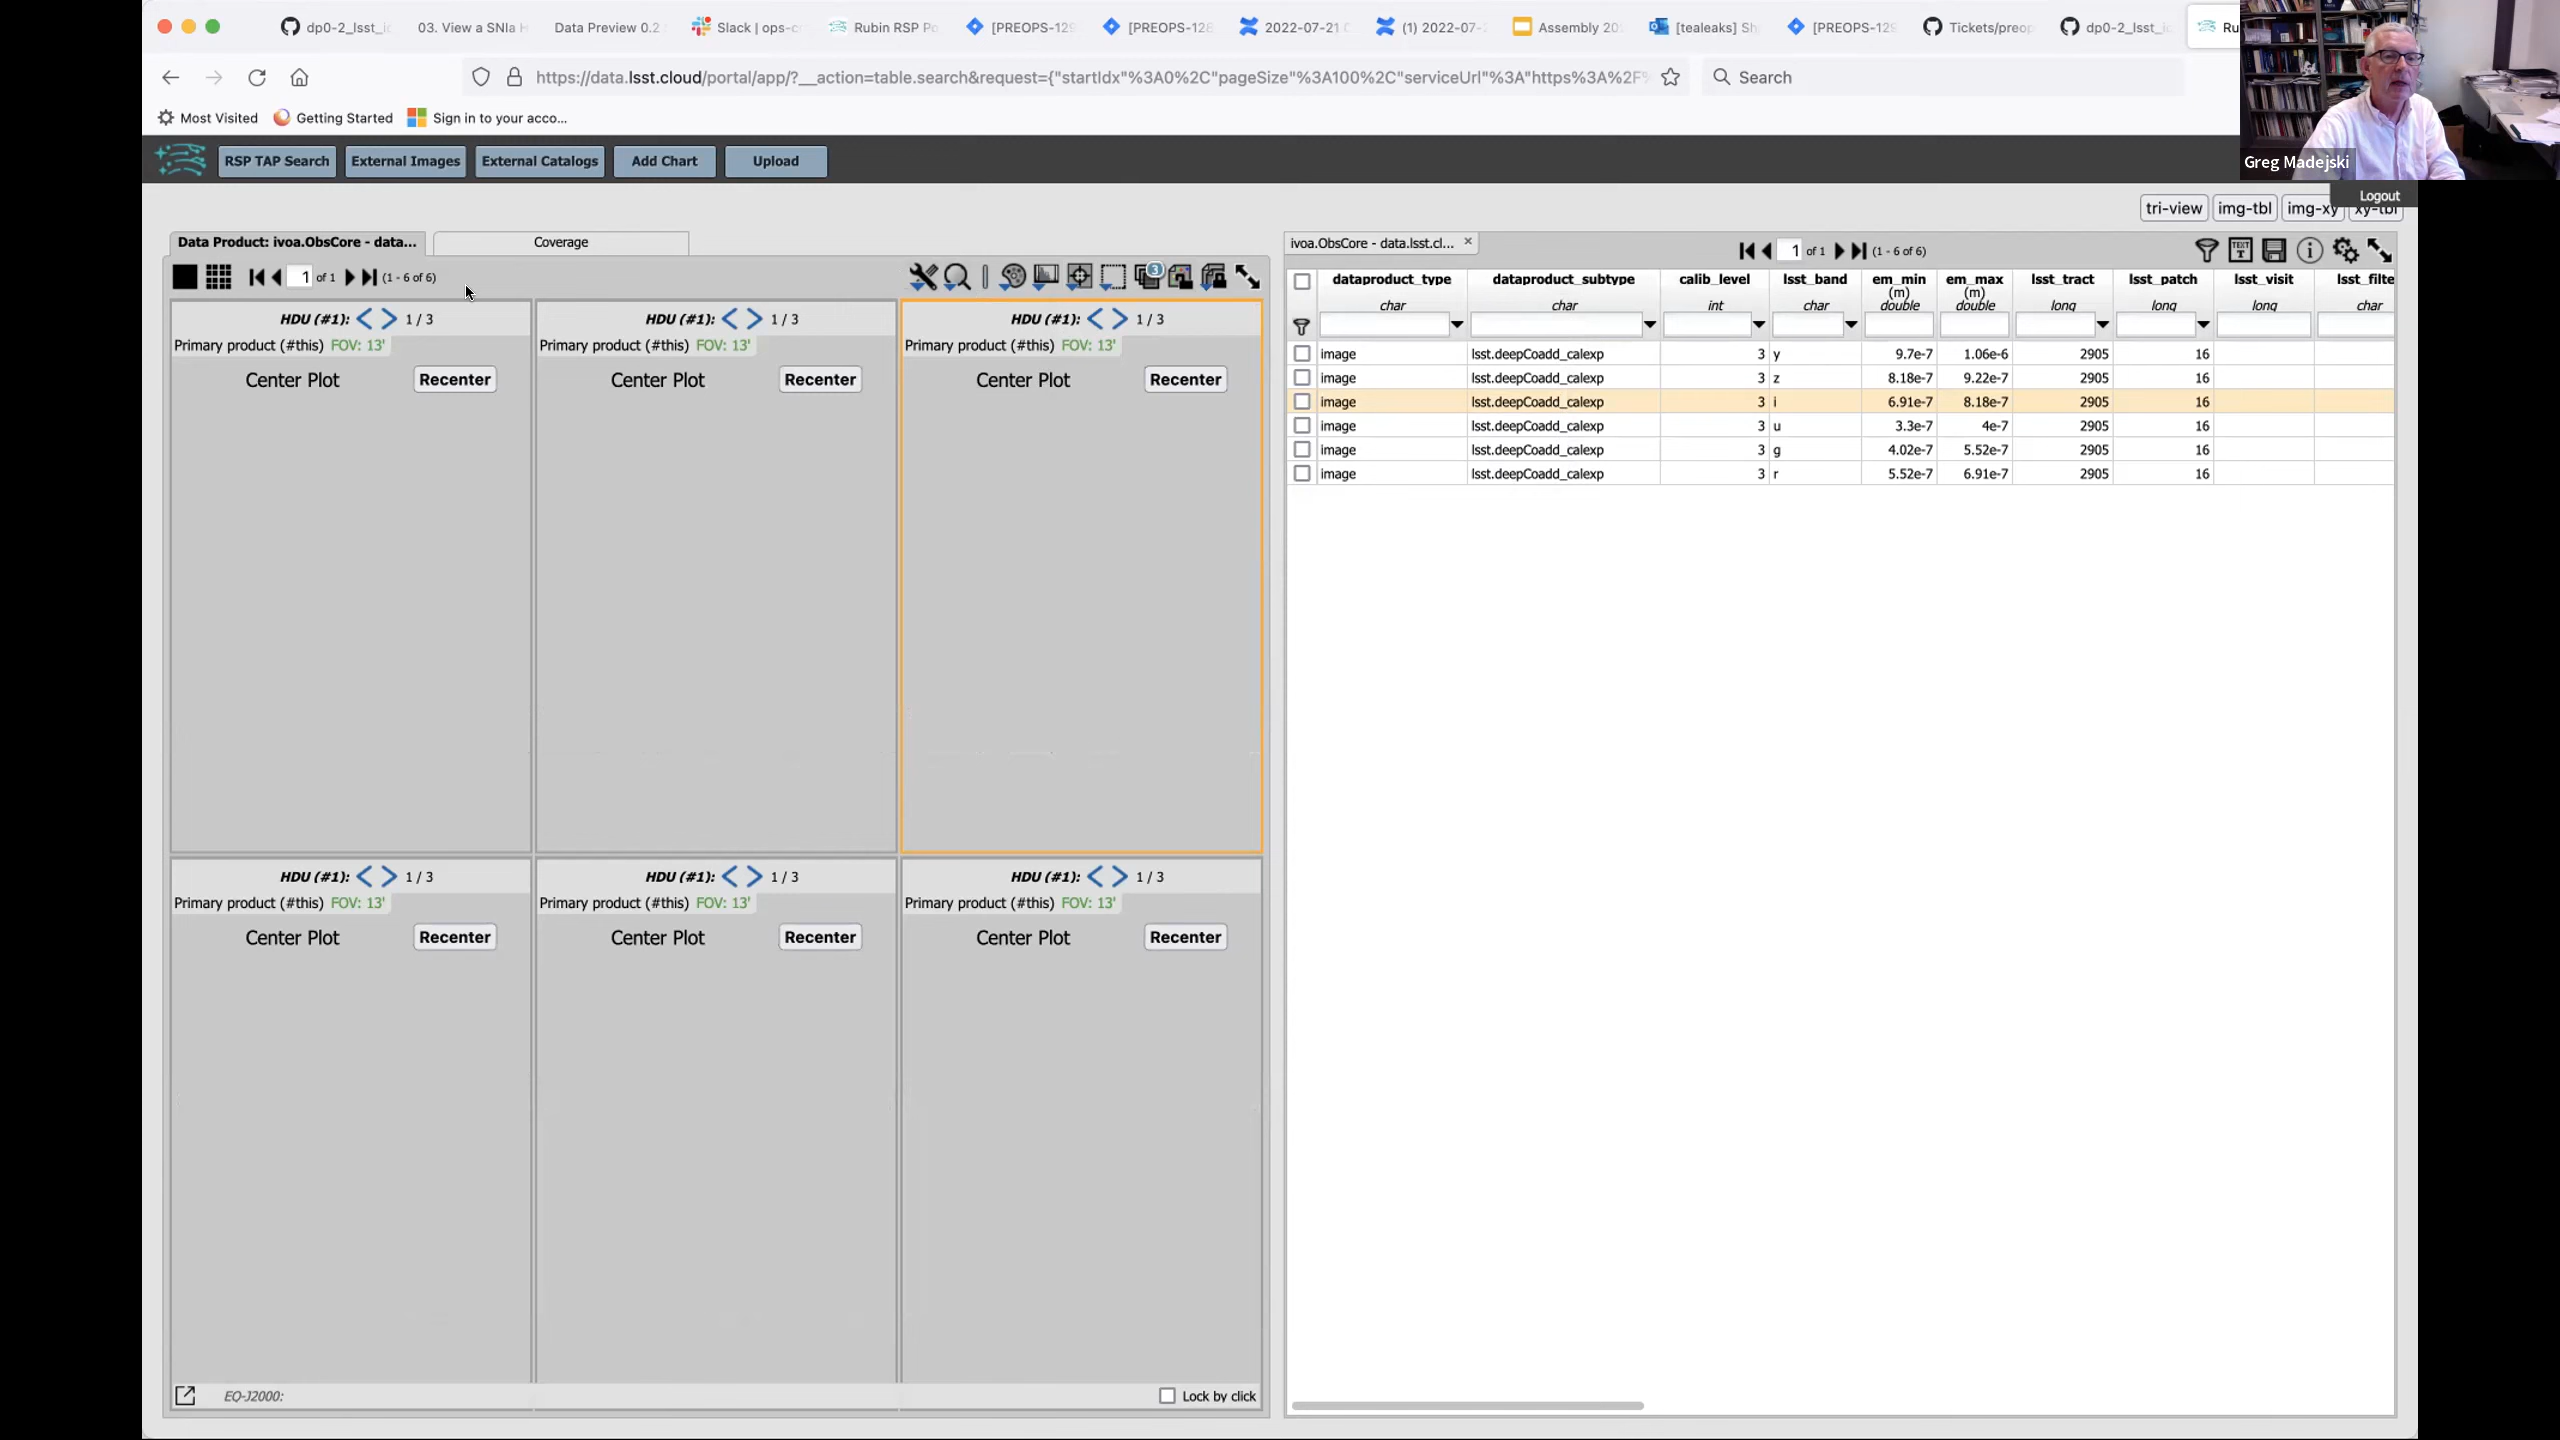 dp0-2_lsst_i
03. View a SNIa H
Data Preview 0.2
Slack | ops-c
Rubin RSP Po
[PREOPS-129
[PREOPS-128
2022-07-21
(1) 2022-07-
Assembly 20
[tealeaks] Sh
[PREOPS-129
Tickets/preop
dp0-2_lsst_i
Ru
https://data.lsst.cloud/portal/app/?__action=table.search&request={"startIdx"%3A0%2C"pageSize"%3A100%2C"serviceUrl"%3A"https%3A%2F%
Search
Most Visited Getting Started Sign in to your acco...
RSP TAP Search External Images External Catalogs Add Chart Upload
Greg Madejski
Logout
tri-view img-tbl img-xy xy-tbl
Data Product: ivoa.ObsCore - data... Coverage
1 of 1 (1 - 6 of 6)
3
HDU (#1): 1 / 3 HDU (#1): 1 / 3 HDU (#1): 1 / 3
Primary product (#this) FOV: 13' Primary product (#this) FOV: 13' Primary product (#this) FOV: 13'
Center Plot Recenter Center Plot Recenter Center Plot Recenter
HDU (#1): 1 / 3 HDU (#1): 1 / 3 HDU (#1): 1 / 3
Primary product (#this) FOV: 13' Primary product (#this) FOV: 13' Primary product (#this) FOV: 13'
Center Plot Recenter Center Plot Recenter Center Plot Recenter
EQ-J2000: Lock by click
ivoa.ObsCore - data.lsst.cl... × 1 of 1 (1 - 6 of 6)
TEXT
dataproduct_type dataproduct_subtype calib_level lsst_band em_min em_max lsst_tract lsst_patch lsst_visit lsst_filte
(m) (m)
char char int char double double long long long char
image lsst.deepCoadd_calexp 3 y 9.7e-7 1.06e-6 2905 16
image lsst.deepCoadd_calexp 3 z 8.18e-7 9.22e-7 2905 16
image lsst.deepCoadd_calexp 3 i 6.91e-7 8.18e-7 2905 16
image lsst.deepCoadd_calexp 3 u 3.3e-7 4e-7 2905 16
image lsst.deepCoadd_calexp 3 g 4.02e-7 5.52e-7 2905 16
image lsst.deepCoadd_calexp 3 r 5.52e-7 6.91e-7 2905 16